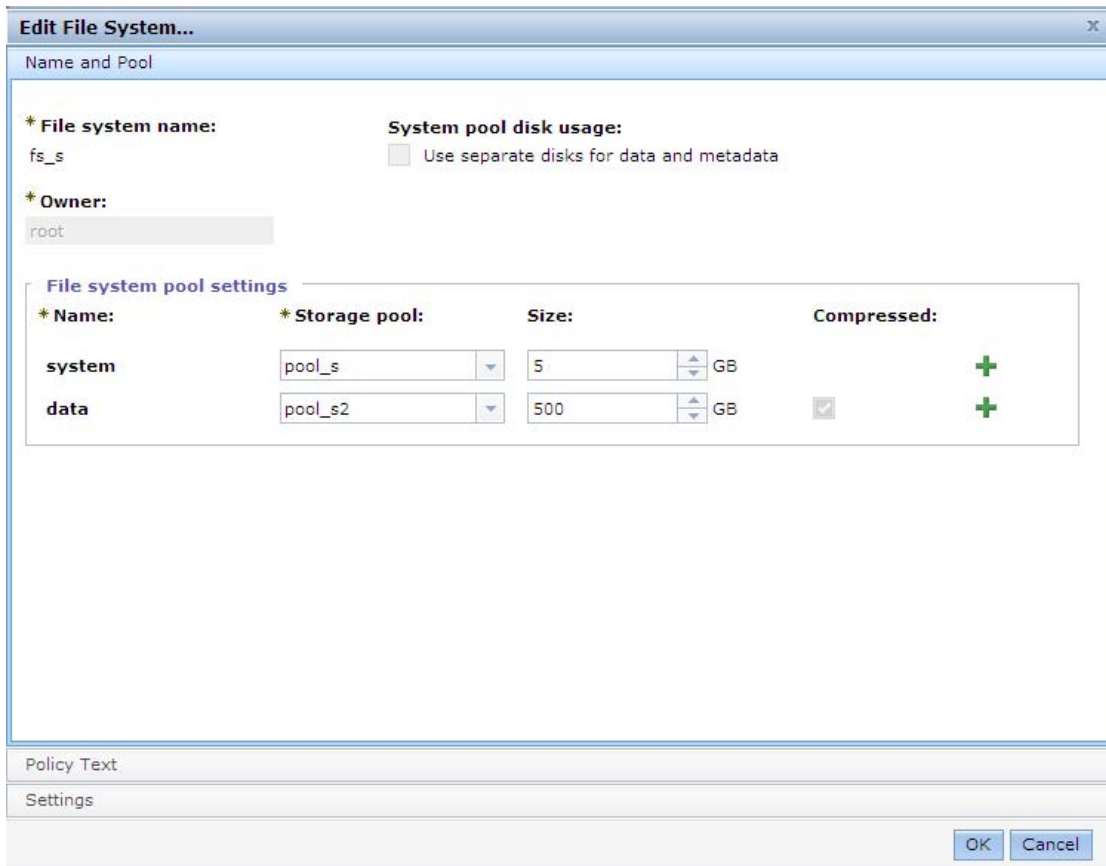 Edit File System...
x
Name and Pool
* File system name:
System pool disk usage:
fs_s
Use separate disks for data and metadata
* Owner:
root
File system pool settings
* Name:
* Storage pool:
Size:
Compressed:
system
pool_s
5
GB
data
pool_s2
500
GB
Policy Text
Settings
OK
Cancel